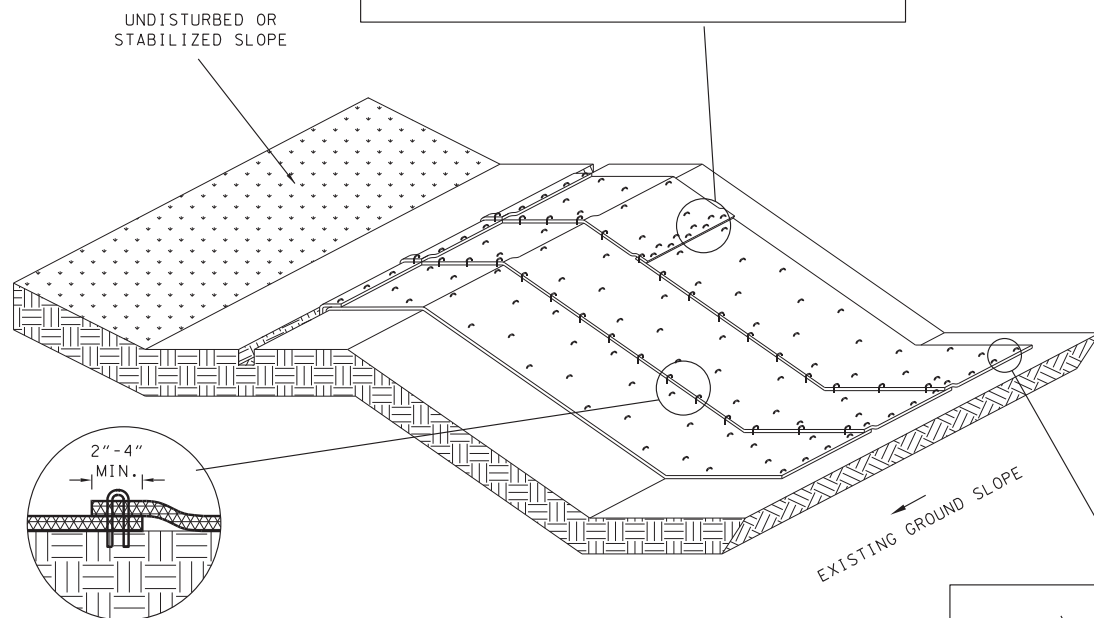 UNDISTURBED OR
STABILIZED SLOPE
2"-4"
MIN.
EXISTING GROUND SLOPE